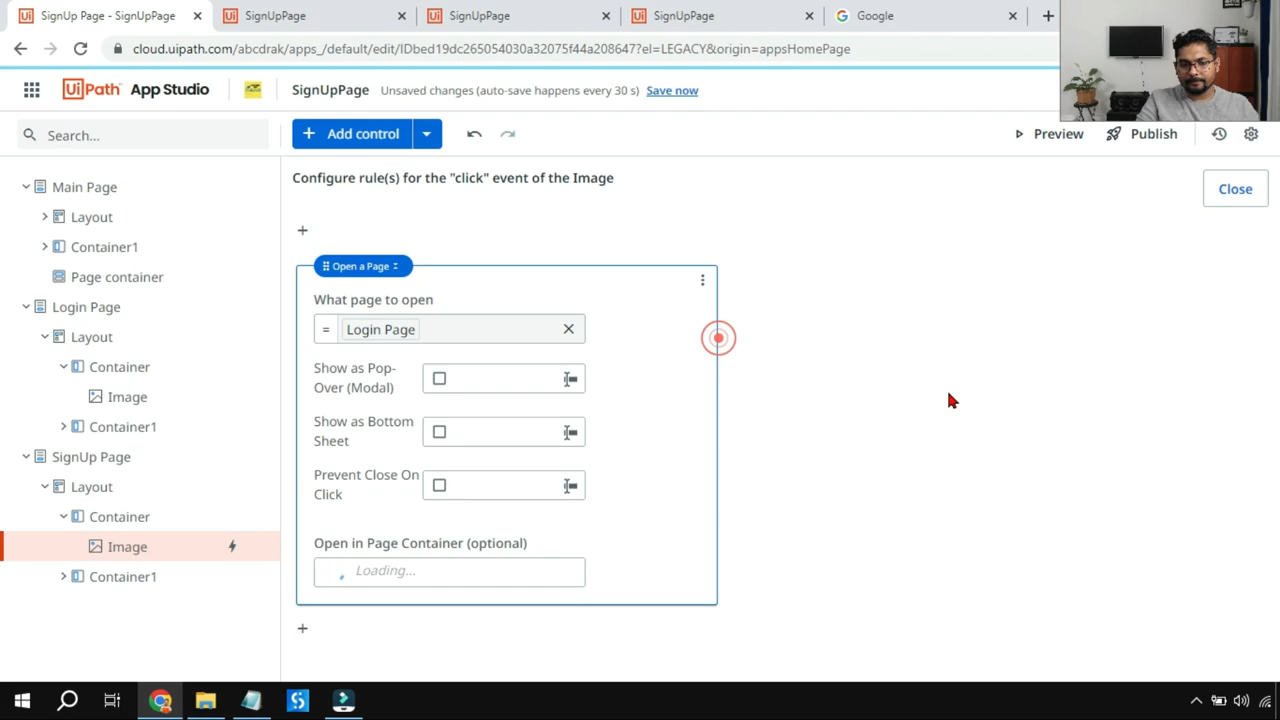 SignUp Page - SignUpPage
SignUpPage
SignUpPage
SignUpPage
Google
cloud.uipath.com/abcdrak/apps_/default/edit/IDbed19dc265054030a32075f44a208647?el=LEGACY&origin=appsHomePage
UiPath App Studio
SignUpPage
Unsaved changes (auto-save happens every 30 s)
Save now
Search...
Add control
Preview
Publish
Main Page
Layout
Container1
Page container
Login Page
Layout
Container
Image
Container1
SignUp Page
Layout
Container
Image
Container1
Configure rule(s) for the "click" event of the Image
Close
Open a Page
What page to open
= Login Page
Show as Pop-
Over (Modal)
Show as Bottom
Sheet
Prevent Close On
Click
Open in Page Container (optional)
Loading...